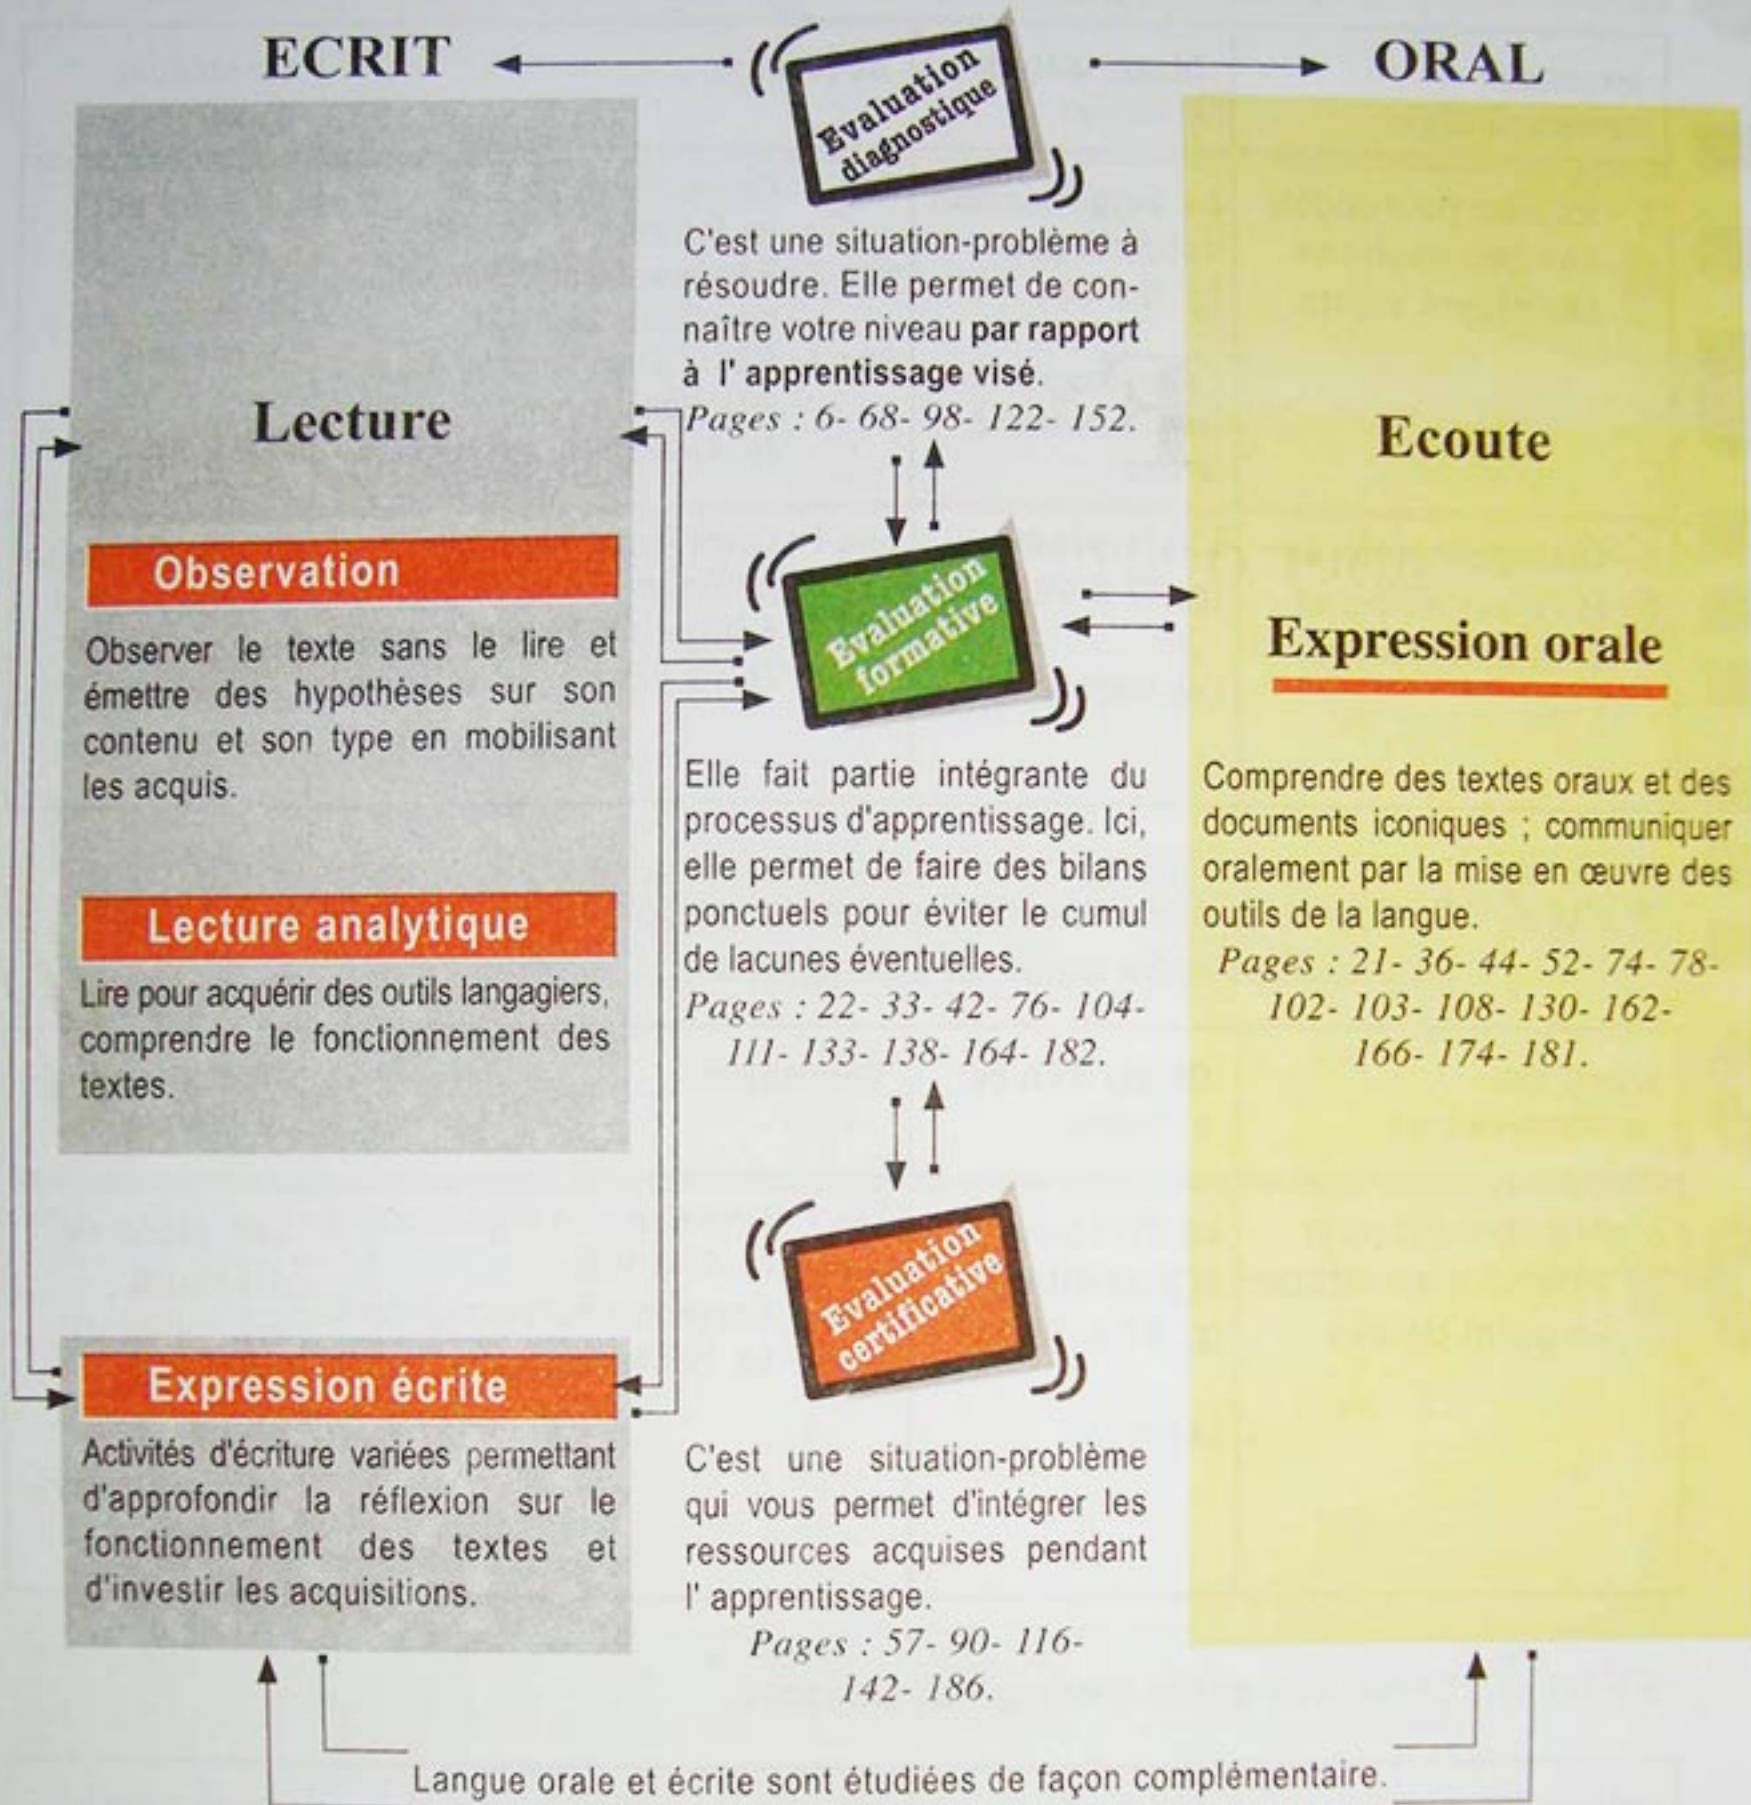 ECRIT
Evaluation
diagnostique
ORAL
C'est une situation-problème à
résoudre. Elle permet de con-
naître votre niveau par rapport
à l' apprentissage visé.
Pages : 6- 68- 98- 122- 152.
Lecture
Observation
Observer le texte sans le lire et
émettre des hypothèses sur son
contenu et son type en mobilisant
les acquis.
Lecture analytique
Lire pour acquérir des outils langagiers,
comprendre le fonctionnement des
textes.
Expression écrite
Activités d'écriture variées permettant
d'approfondir la réflexion sur le
fonctionnement des textes et
d'investir les acquisitions.
Evaluation
formative
Elle fait partie intégrante du
processus d'apprentissage. Ici,
elle permet de faire des bilans
ponctuels pour éviter le cumul
de lacunes éventuelles.
Pages : 22- 33- 42- 76- 104-
111- 133- 138- 164- 182.
Evaluation
certificative
C'est une situation-problème
qui vous permet d'intégrer les
ressources acquises pendant
l' apprentissage.
Pages : 57- 90- 116-
142- 186.
Ecoute
Expression orale
Comprendre des textes oraux et des
documents iconiques ; communiquer
oralement par la mise en œuvre des
outils de la langue.
Pages : 21- 36- 44- 52- 74- 78-
102- 103- 108- 130- 162-
166- 174- 181.
Langue orale et écrite sont étudiées de façon complémentaire.